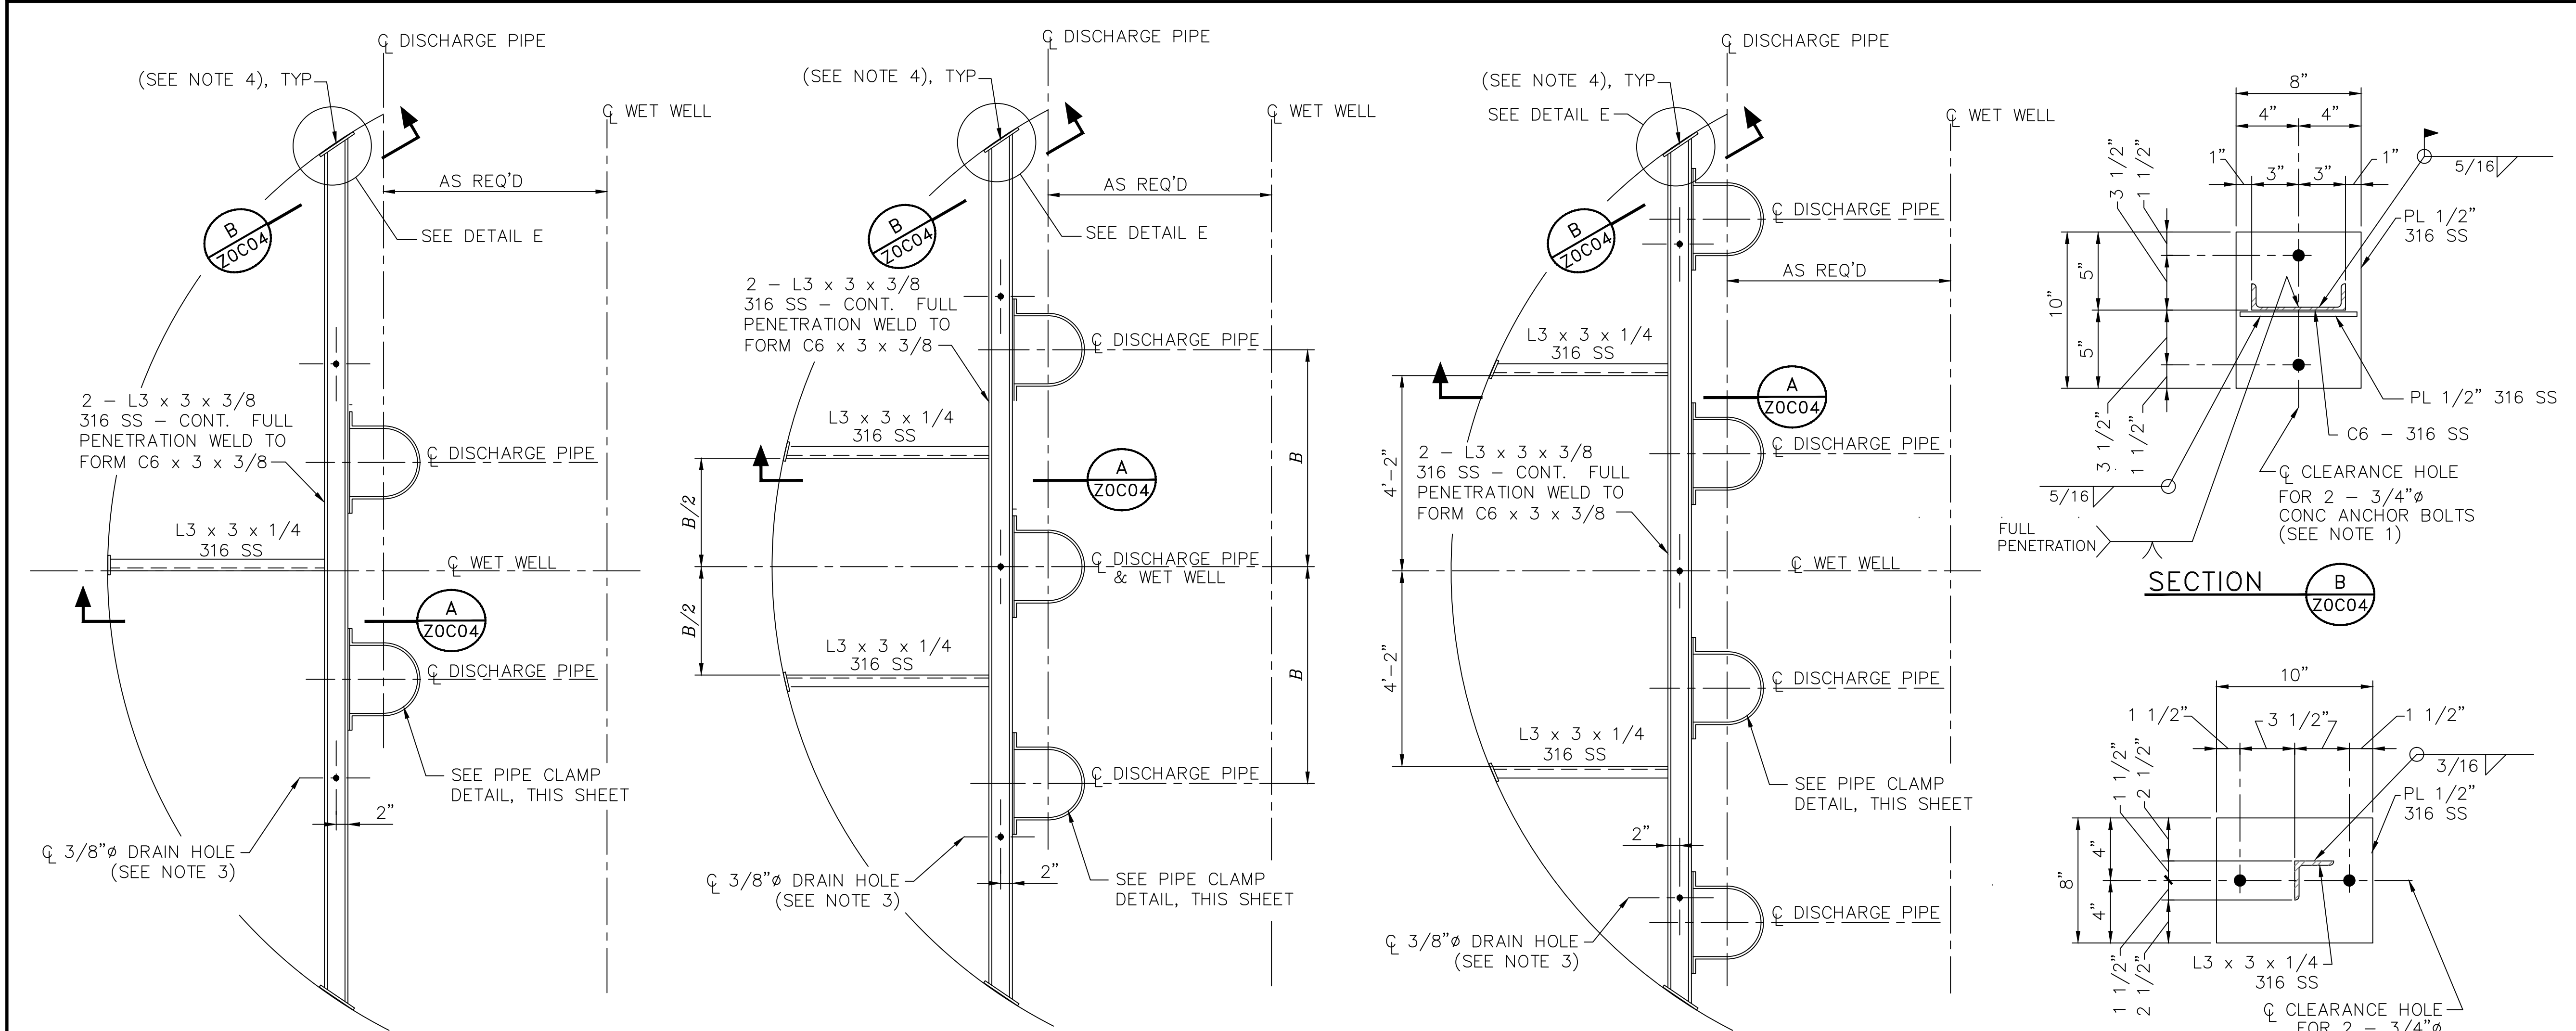 ℄ DISCHARGE PIPE
(SEE NOTE 4), TYP
℄ WET WELL
AS REQ'D
B
Z0C04
SEE DETAIL E
2 - L3 x 3 x 3/8
316 SS - CONT. FULL
PENETRATION WELD TO
FORM C6 x 3 x 3/8
℄ DISCHARGE PIPE
L3 x 3 x 1/4
316 SS
℄ WET WELL
A
Z0C04
℄ DISCHARGE PIPE
SEE PIPE CLAMP
DETAIL, THIS SHEET
2"
℄ 3/8"ø DRAIN HOLE
(SEE NOTE 3)
℄ DISCHARGE PIPE
(SEE NOTE 4), TYP
℄ WET WELL
AS REQ'D
B
Z0C04
SEE DETAIL E
2 - L3 x 3 x 3/8
316 SS - CONT. FULL
PENETRATION WELD TO
FORM C6 x 3 x 3/8
℄ DISCHARGE PIPE
L3 x 3 x 1/4
316 SS
A
Z0C04
B
B/2
℄ DISCHARGE PIPE
& WET WELL
B/2
L3 x 3 x 1/4
316 SS
B
℄ DISCHARGE PIPE
℄ 3/8"ø DRAIN HOLE
(SEE NOTE 3)
2"
SEE PIPE CLAMP
DETAIL, THIS SHEET
℄ DISCHARGE PIPE
(SEE NOTE 4), TYP
SEE DETAIL E
℄ WET WELL
B
Z0C04
℄ DISCHARGE PIPE
AS REQ'D
L3 x 3 x 1/4
316 SS
A
Z0C04
4'-2"
℄ DISCHARGE PIPE
2 - L3 x 3 x 3/8
316 SS - CONT. FULL
PENETRATION WELD TO
FORM C6 x 3 x 3/8
℄ WET WELL
4'-2"
℄ DISCHARGE PIPE
L3 x 3 x 1/4
316 SS
SEE PIPE CLAMP
DETAIL, THIS SHEET
2"
℄ DISCHARGE PIPE
℄ 3/8"ø DRAIN HOLE
(SEE NOTE 3)
8"
4"
4"
1"
3"
3"
1"
5/16
3 1/2"
1 1/2"
PL 1/2"
316 SS
10"
5"
5"
PL 1/2" 316 SS
C6 - 316 SS
3 1/2"
1 1/2"
5/16
℄ CLEARANCE HOLE
FOR 2 - 3/4"ø
CONC ANCHOR BOLTS
(SEE NOTE 1)
FULL
PENETRATION
SECTION
B
Z0C04
10"
1 1/2"
3 1/2"
1 1/2"
3/16
1 1/2"
2 1/2"
PL 1/2"
316 SS
8"
4"
4"
1 1/2"
2 1/2"
L3 x 3 x 1/4
316 SS
℄ CLEARANCE HOLE
FOR 2 - 3/4"ø